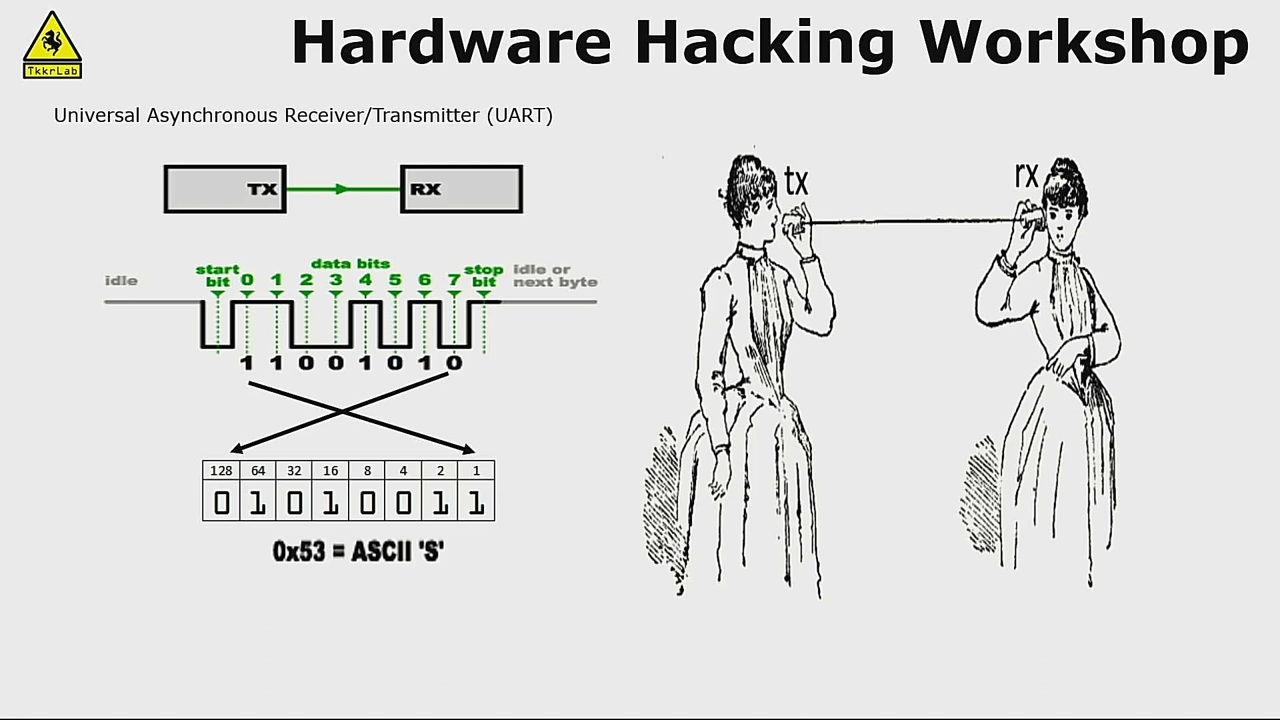 Hardware Hacking Workshop
TkkrLab
Universal Asynchronous Receiver/Transmitter (UART)
TX RX
tx rx
idle start bit data bits stop bit idle or next byte
0 1 2 3 4 5 6 7
1 1 0 0 1 0 1 0
128 64 32 16 8 4 2 1
0 1 0 1 0 0 1 1
0x53 = ASCII 'S'